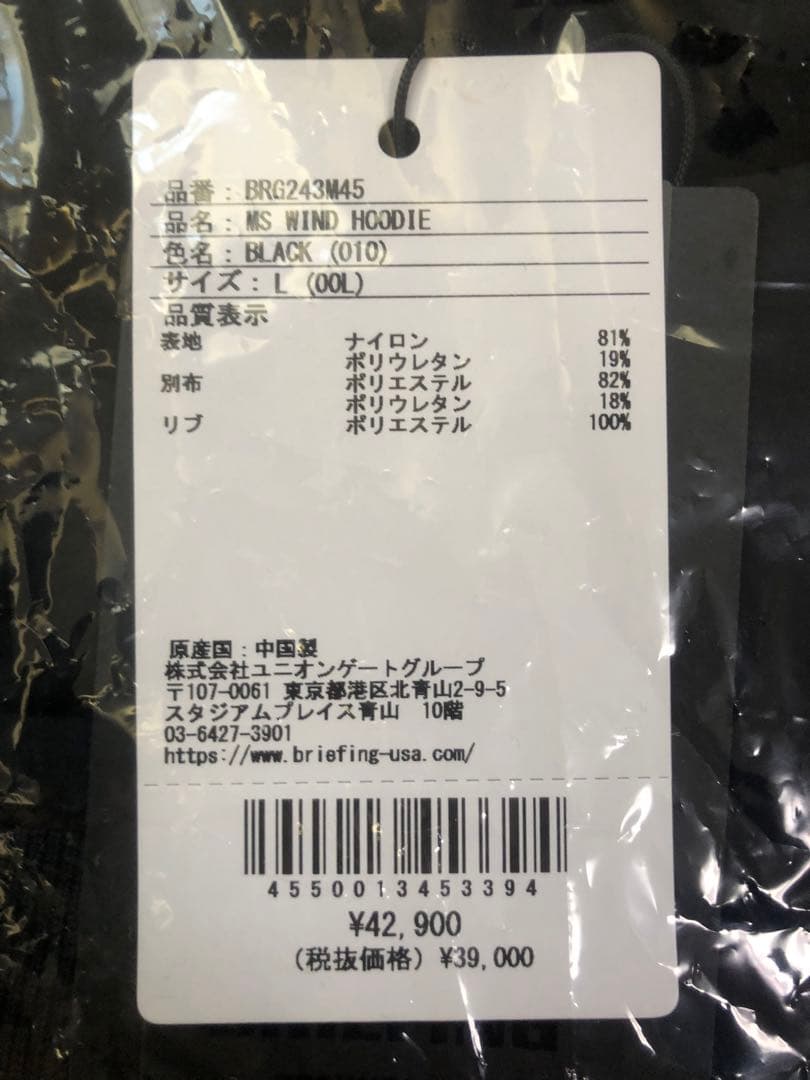 品番：BRG243M45
品名：MS WIND HOODIE
色名：BLACK (010)
サイズ：L (00L)
品質表示
表地 ナイロン 81%
ポリウレタン 19%
別布 ポリエステル 82%
ポリウレタン 18%
リブ ポリエステル 100%
原産国：中国製
株式会社ユニオンゲートグループ
〒107-0061 東京都港区北青山2-9-5
スタジアムプレイス青山 10階
03-6427-3901
https://www.briefing-usa.com/
4550013453394
¥42,900
(税抜価格) ¥39,000